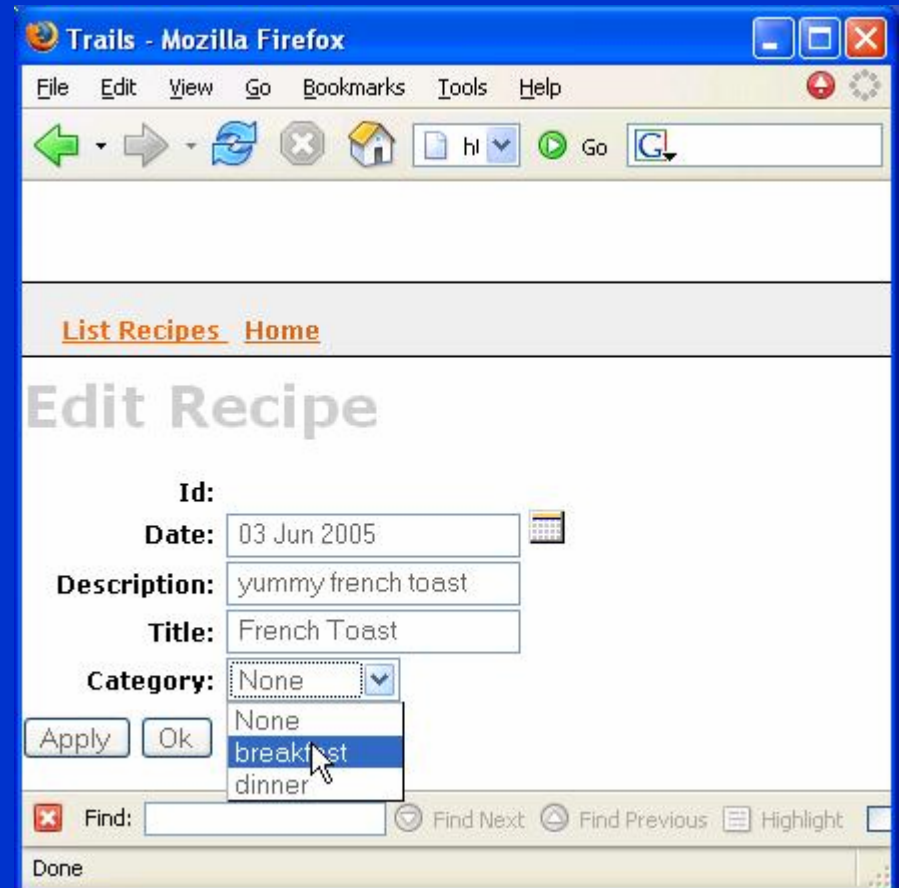 Trails - Mozilla Firefox
File Edit View Go Bookmarks Tools Help
Go G
List Recipes Home
Edit Recipe
Id:
Date: 03 Jun 2005
Description: yummy french toast
Title: French Toast
Category: None
None
Apply Ok
breakfast
dinner
Find: Find Next Find Previous Highlight
Done